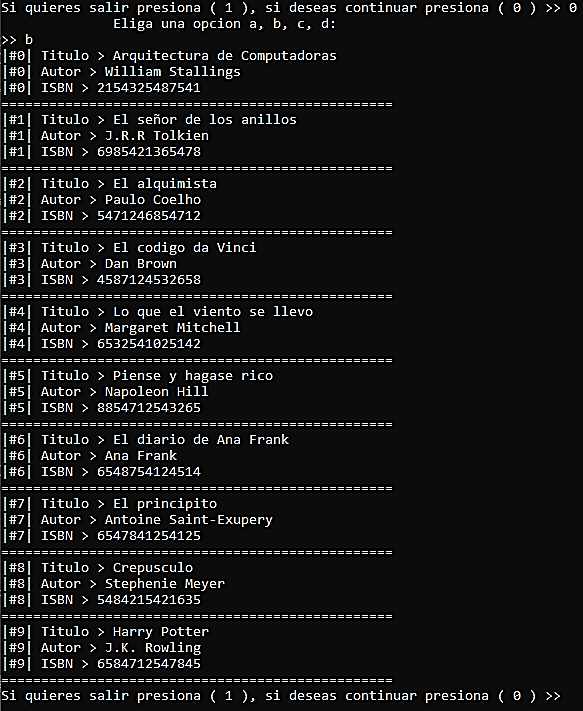 Si quieres salir presiona ( 1 ), si deseas continuar presiona ( 0 ) >> 0
Eliga una opcion a, b, c, d:
>> b
|#0| Titulo > Arquitectura de Computadoras
|#0| Autor > William Stallings
|#0| ISBN > 2154325487541
=================================================
|#1| Titulo > El señor de los anillos
|#1| Autor > J.R.R Tolkien
|#1| ISBN > 6985421365478
=================================================
|#2| Titulo > El alquimista
|#2| Autor > Paulo Coelho
|#2| ISBN > 5471246854712
=================================================
|#3| Titulo > El codigo da Vinci
|#3| Autor > Dan Brown
|#3| ISBN > 4587124532658
=================================================
|#4| Titulo > Lo que el viento se llevo
|#4| Autor > Margaret Mitchell
|#4| ISBN > 6532541025142
=================================================
|#5| Titulo > Piense y hagase rico
|#5| Autor > Napoleon Hill
|#5| ISBN > 8854712543265
=================================================
|#6| Titulo > El diario de Ana Frank
|#6| Autor > Ana Frank
|#6| ISBN > 6548754124514
=================================================
|#7| Titulo > El principito
|#7| Autor > Antoine Saint-Exupery
|#7| ISBN > 6547841254125
=================================================
|#8| Titulo > Crepusculo
|#8| Autor > Stephenie Meyer
|#8| ISBN > 5484215421635
=================================================
|#9| Titulo > Harry Potter
|#9| Autor > J.K. Rowling
|#9| ISBN > 6584712547845
=================================================
Si quieres salir presiona ( 1 ), si deseas continuar presiona ( 0 ) >>